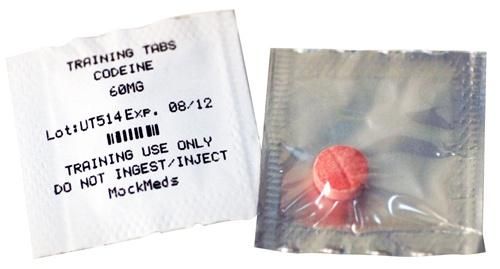 TRAINING TABS
CODEINE
60MG
Lot:UT514 Exp. 08/12
TRAINING USE ONLY
DO NOT INGEST/INJECT
MockMeds